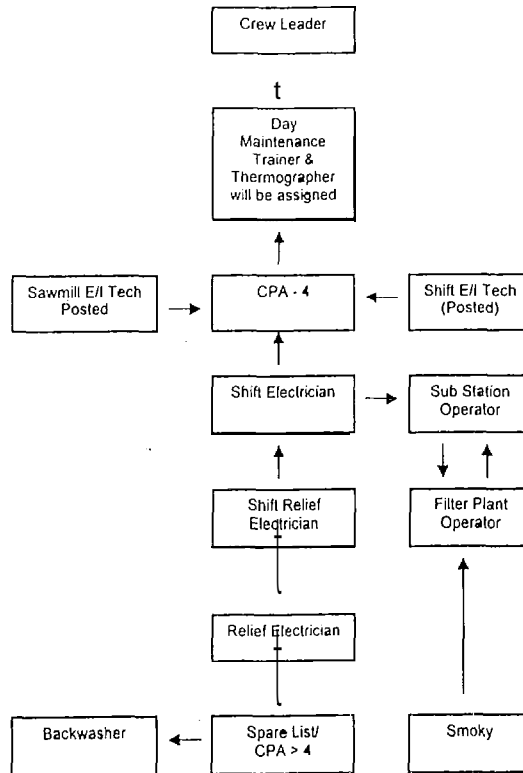 Crew Leader
t
Day
Maintenance
Trainer &
Thermographer
will be assigned
Sawmill E/I Tech
Posted
CPA - 4
Shift E/I Tech
(Posted)
Shift Electrician
Sub Station
Operator
Shift Relief
Electrician
Filter Plant
Operator
Relief Electrician
Backwasher
Spare List/
CPA > 4
Smoky